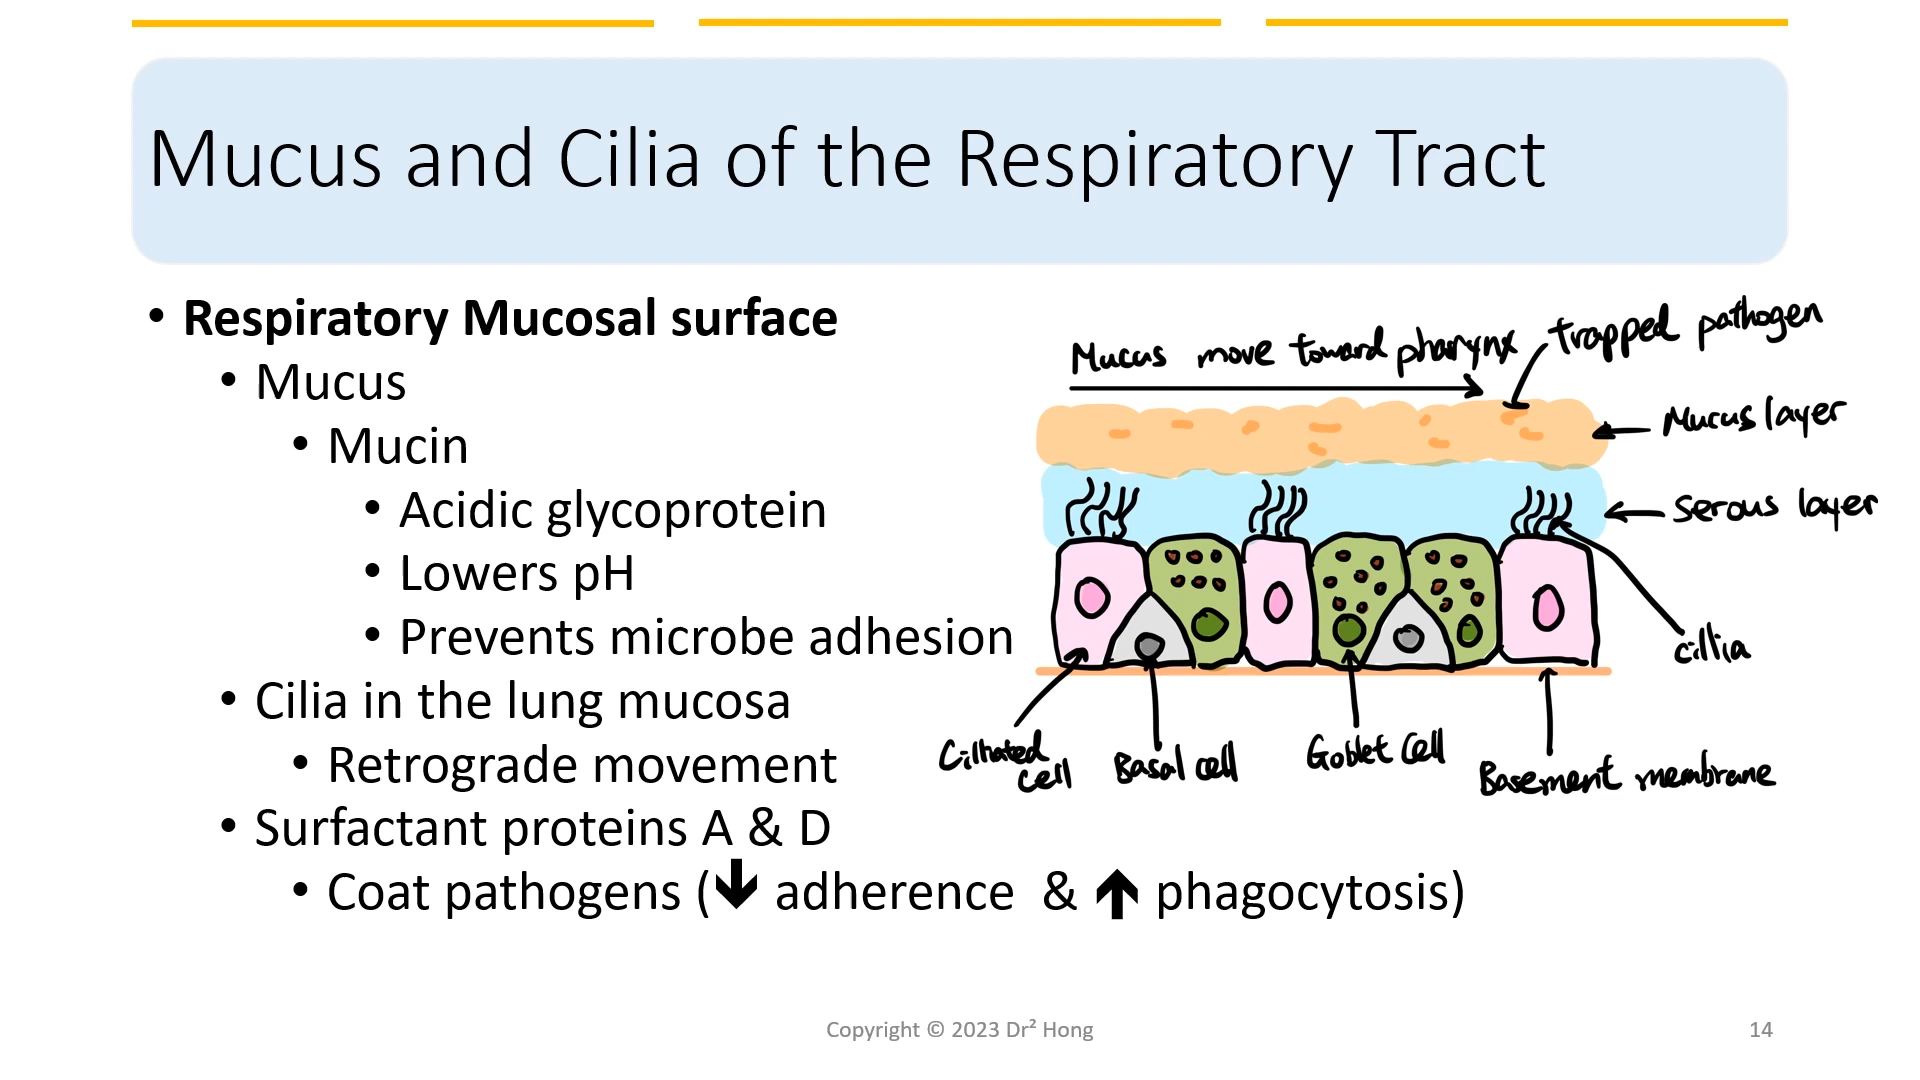 Mucus and Cilia of the Respiratory Tract
• Respiratory Mucosal surface
• Mucus
• Mucin
• Acidic glycoprotein
• Lowers pH
• Prevents microbe adhesion
• Cilia in the lung mucosa
• Retrograde movement
• Surfactant proteins A & D
• Coat pathogens (↓ adherence & ↑ phagocytosis)
Mucus move toward pharynx
trapped pathogen
Mucus layer
serous layer
cillia
Cilliated
cell
Basal cell
Goblet cell
Basement membrane
Copyright © 2023 Dr² Hong
14